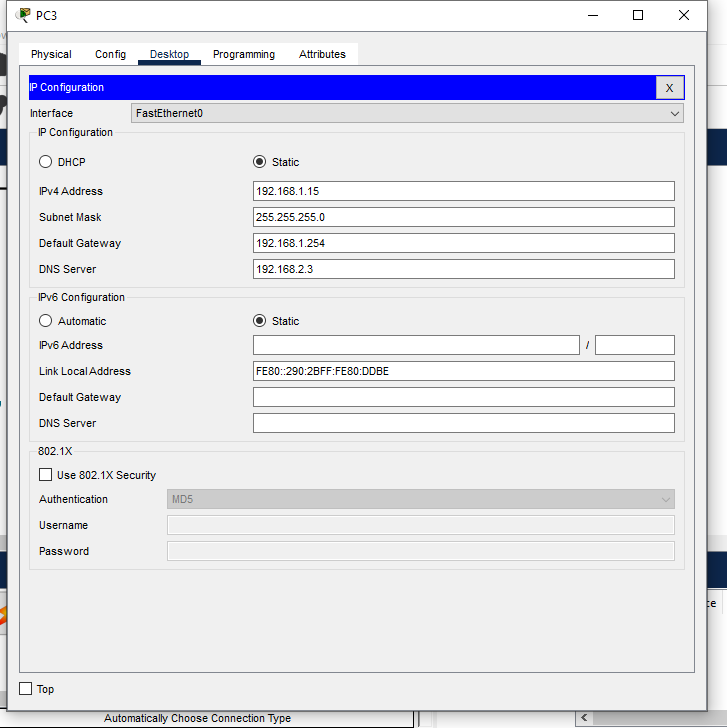 PC3
Physical Config Desktop Programming Attributes
IP Configuration X
Interface FastEthernet0
IP Configuration
DHCP Static
IPv4 Address 192.168.1.15
Subnet Mask 255.255.255.0
Default Gateway 192.168.1.254
DNS Server 192.168.2.3
IPv6 Configuration
Automatic Static
IPv6 Address /
Link Local Address FE80::290:2BFF:FE80:DDBE
Default Gateway
DNS Server
802.1X
Use 802.1X Security
Authentication MD5
Username
Password
Top
Automatically Choose Connection Type